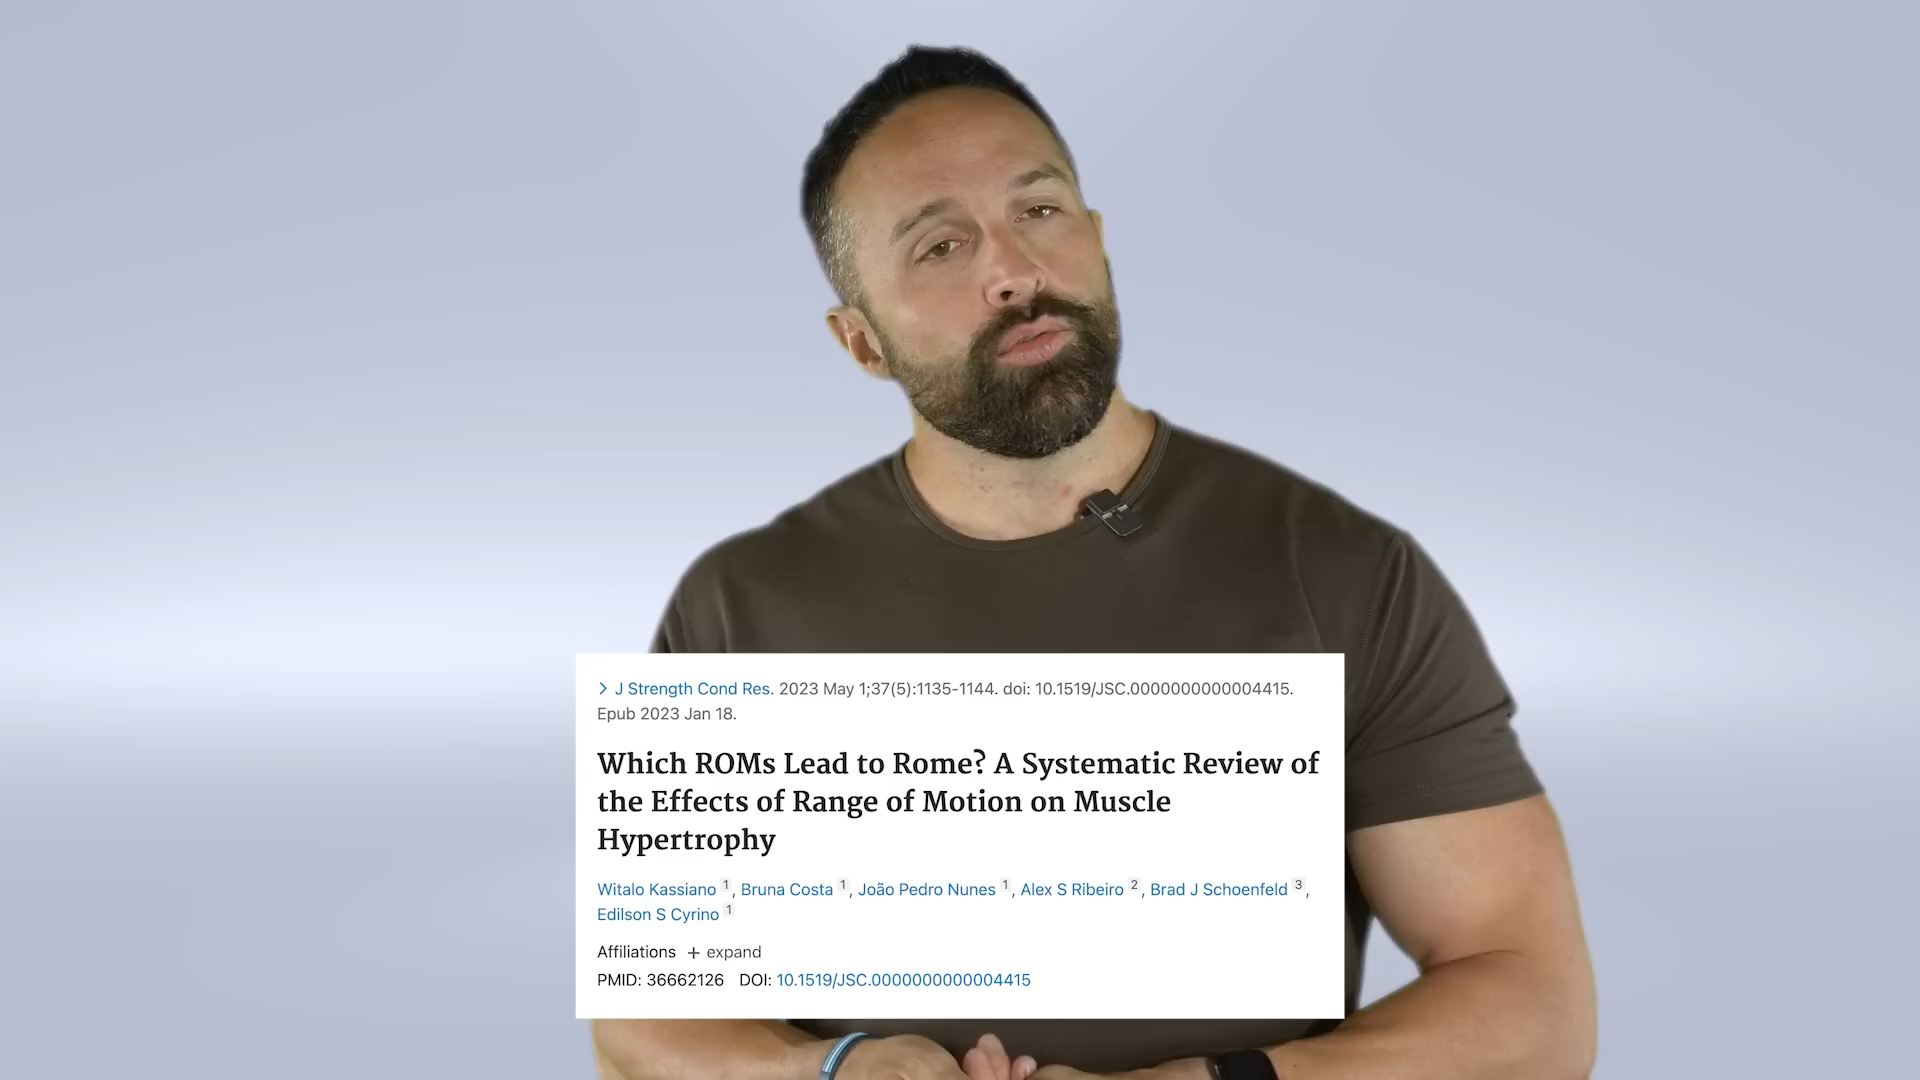 > J Strength Cond Res. 2023 May 1;37(5):1135-1144. doi: 10.1519/JSC.0000000000004415.
Epub 2023 Jan 18.
Which ROMs Lead to Rome? A Systematic Review of
the Effects of Range of Motion on Muscle
Hypertrophy
Witalo Kassiano 1, Bruna Costa 1, João Pedro Nunes 1, Alex S Ribeiro 2, Brad J Schoenfeld 3,
Edilson S Cyrino 1
Affiliations + expand
PMID: 36662126 DOI: 10.1519/JSC.0000000000004415